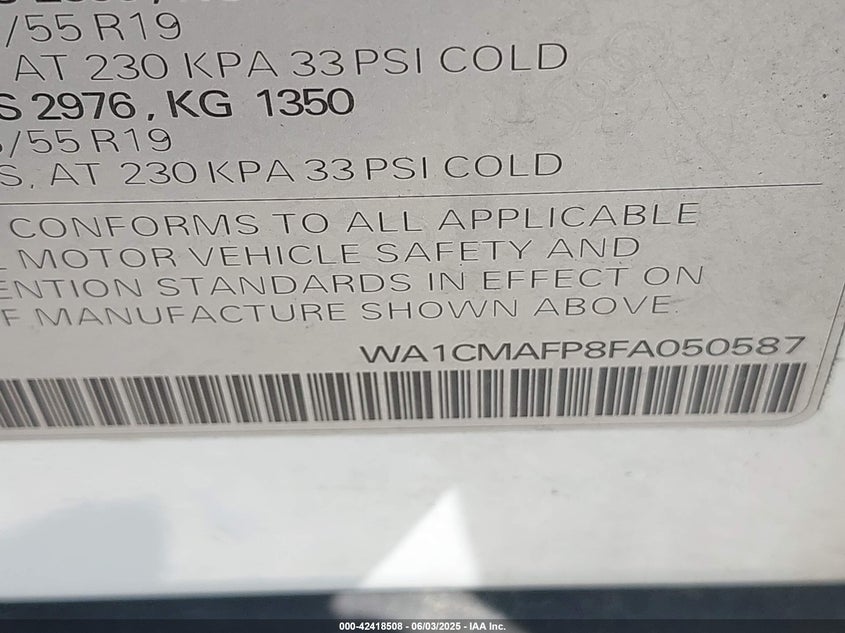 /55 R19
AT 230 KPA 33 PSI COLD
S 2976, KG 1350
/55 R19
S, AT 230 KPA 33 PSI COLD
CONFORMS TO ALL APPLICABLE
MOTOR VEHICLE SAFETY AND
ENTION STANDARDS IN EFFECT ON
F MANUFACTURE SHOWN ABOVE.
WA1CMAFP8FA050587
000-42418508 - 06/03/2025 - IAA Inc.